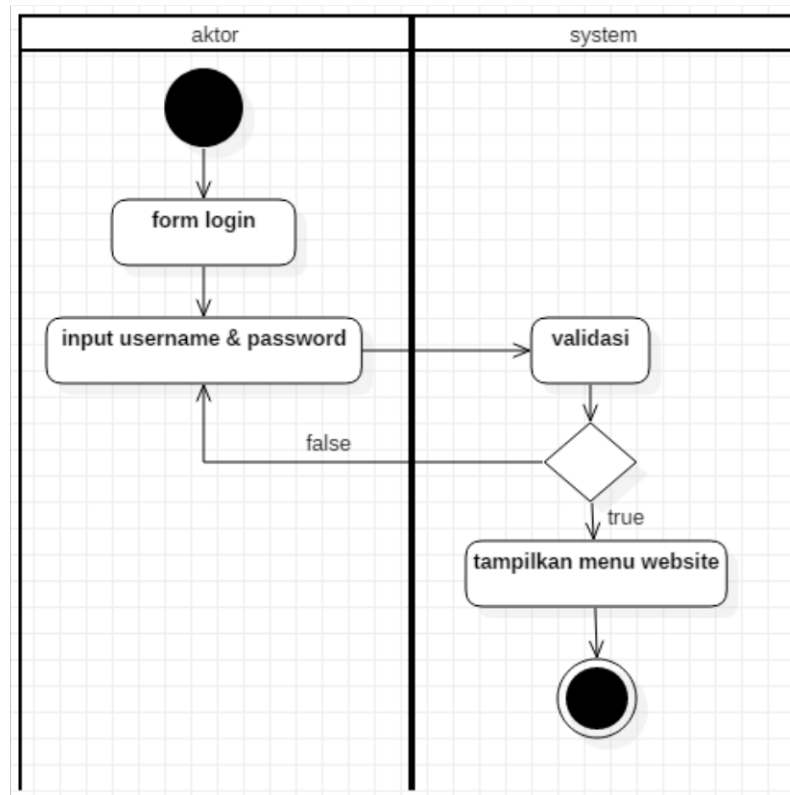 aktor
system
form login
input username & password
validasi
false
true
tampilkan menu website